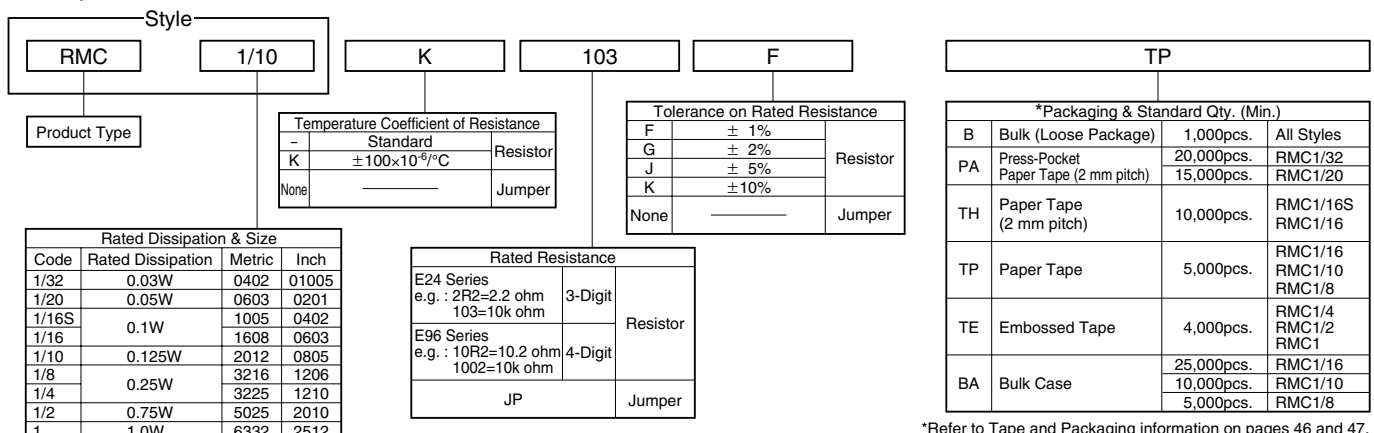 Style
RMC 1/10 K 103 F TP
Product Type
Temperature Coefficient of Resistance
– Standard Resistor
K ±100×10-6/°C
None ———— Jumper
Tolerance on Rated Resistance
F ± 1% Resistor
G ± 2%
J ± 5%
K ±10%
None ———— Jumper
Rated Dissipation & Size
Code Rated Dissipation Metric Inch
1/32 0.03W 0402 01005
1/20 0.05W 0603 0201
1/16S 0.1W 1005 0402
1/16 1608 0603
1/10 0.125W 2012 0805
1/8 0.25W 3216 1206
1/4 3225 1210
1/2 0.75W 5025 2010
1 1.0W 6332 2512
Rated Resistance
E24 Series
e.g. : 2R2=2.2 ohm 3-Digit
103=10k ohm
Resistor
E96 Series
e.g. : 10R2=10.2 ohm 4-Digit
1002=10k ohm
JP Jumper
*Packaging & Standard Qty. (Min.)
B Bulk (Loose Package) 1,000pcs. All Styles
PA Press-Pocket 20,000pcs. RMC1/32
Paper Tape (2 mm pitch) 15,000pcs. RMC1/20
TH Paper Tape 10,000pcs. RMC1/16S
(2 mm pitch) RMC1/16
TP Paper Tape 5,000pcs. RMC1/16
RMC1/10
RMC1/8
TE Embossed Tape 4,000pcs. RMC1/4
RMC1/2
RMC1
BA Bulk Case 25,000pcs. RMC1/16
10,000pcs. RMC1/10
5,000pcs. RMC1/8
*Refer to Tape and Packaging information on pages 46 and 47.